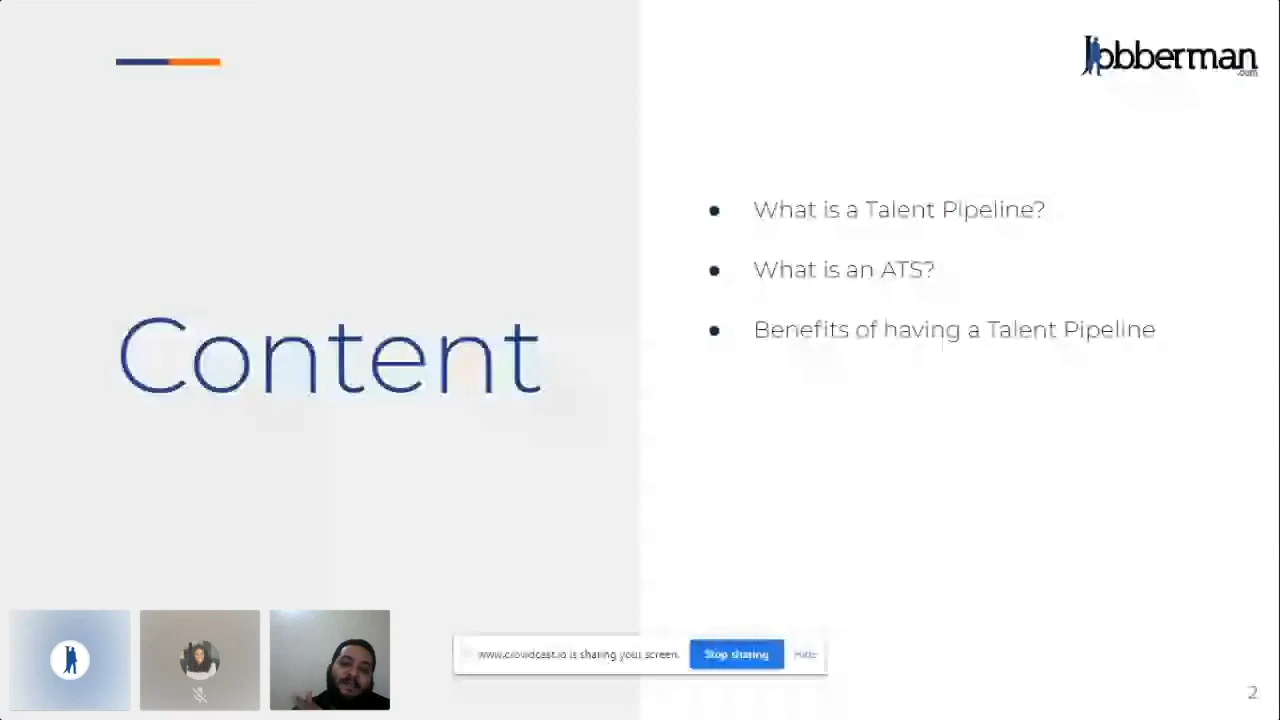 Jobberman
.com
Content
What is a Talent Pipeline?
What is an ATS?
Benefits of having a Talent Pipeline
www.crowdcast.io is sharing your screen.
Stop sharing
Hide
2